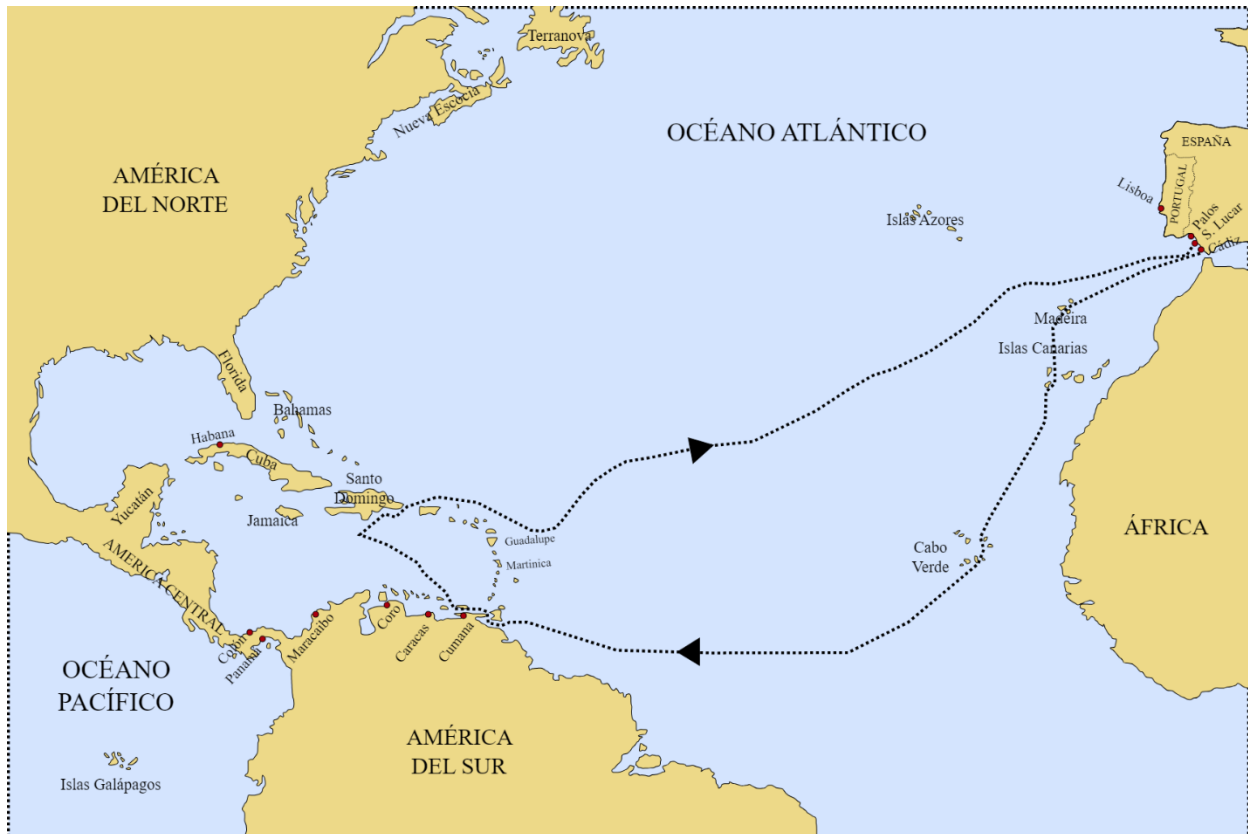 Terranova
Nueva Escocia
OCÉANO ATLÁNTICO
ESPAÑA
PORTUGAL
Lisboa
Palos
S. Lucar
Cádiz
AMÉRICA
DEL NORTE
Islas Azores
Madeira
Islas Canarias
Florida
Bahamas
Habana
Cuba
Santo
Domingo
Jamaica
Yucatán
Guadalupe
Martinica
AMERICA CENTRAL
Cabo
Verde
ÁFRICA
Colón
Panamá
Maracaibo
Coro
Caracas
Cumana
OCÉANO
PACÍFICO
AMÉRICA
DEL SUR
Islas Galápagos